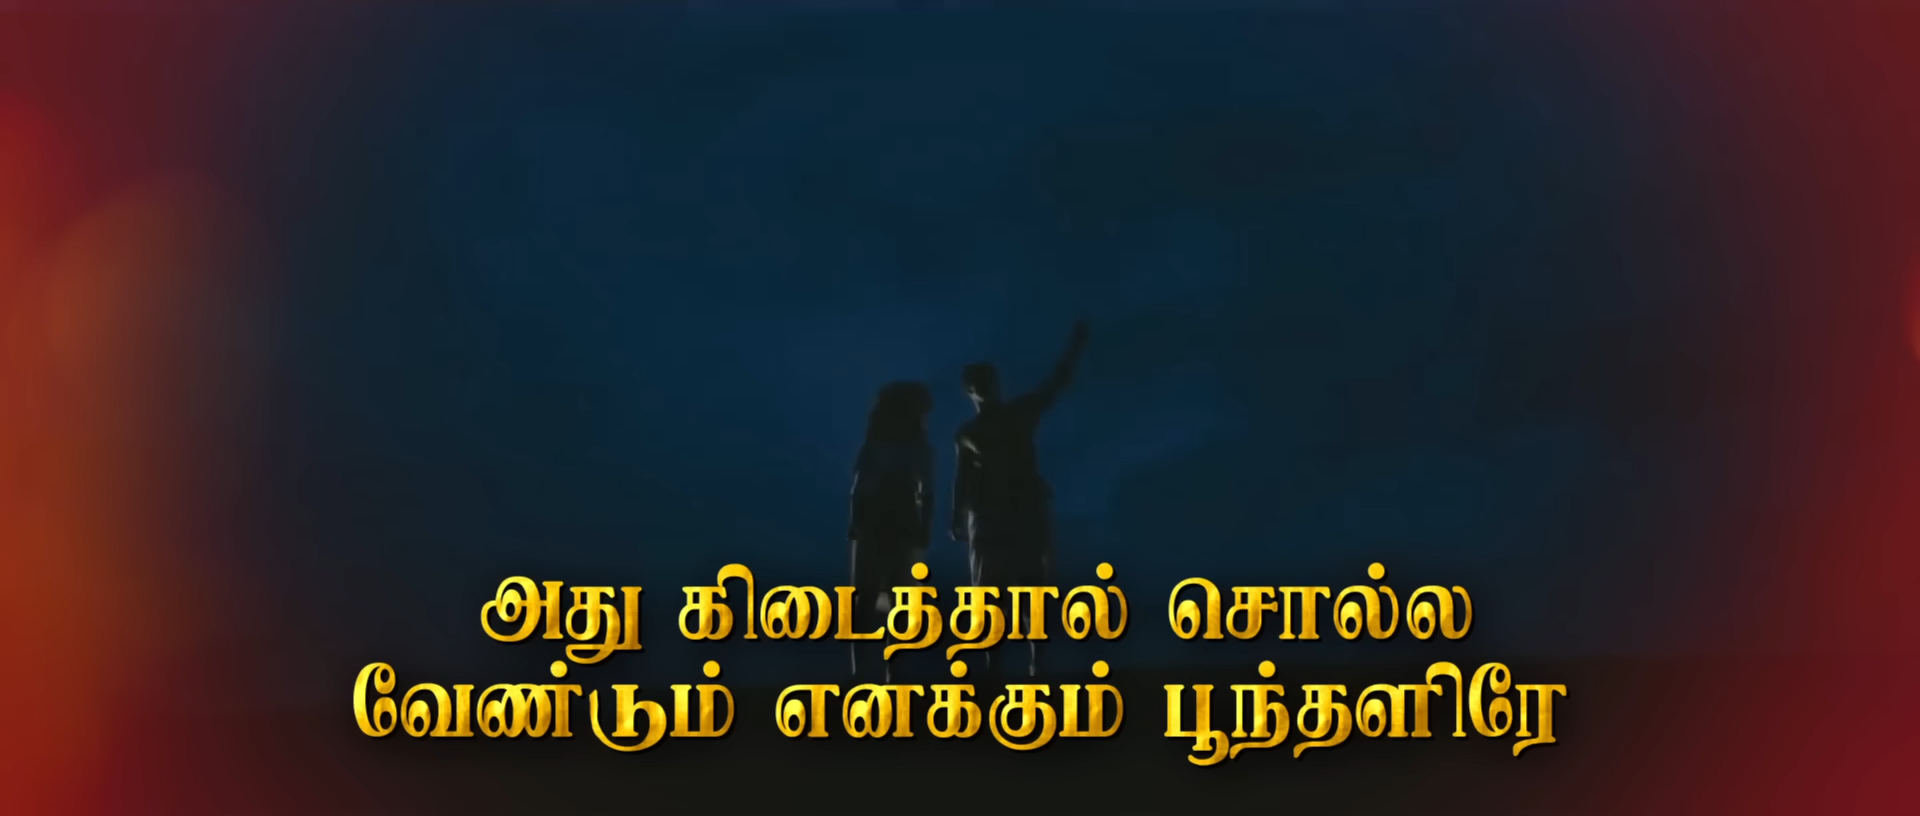 அது கிடைத்தால் சொல்ல
வேண்டும் எனக்கும் பூந்தளிரே